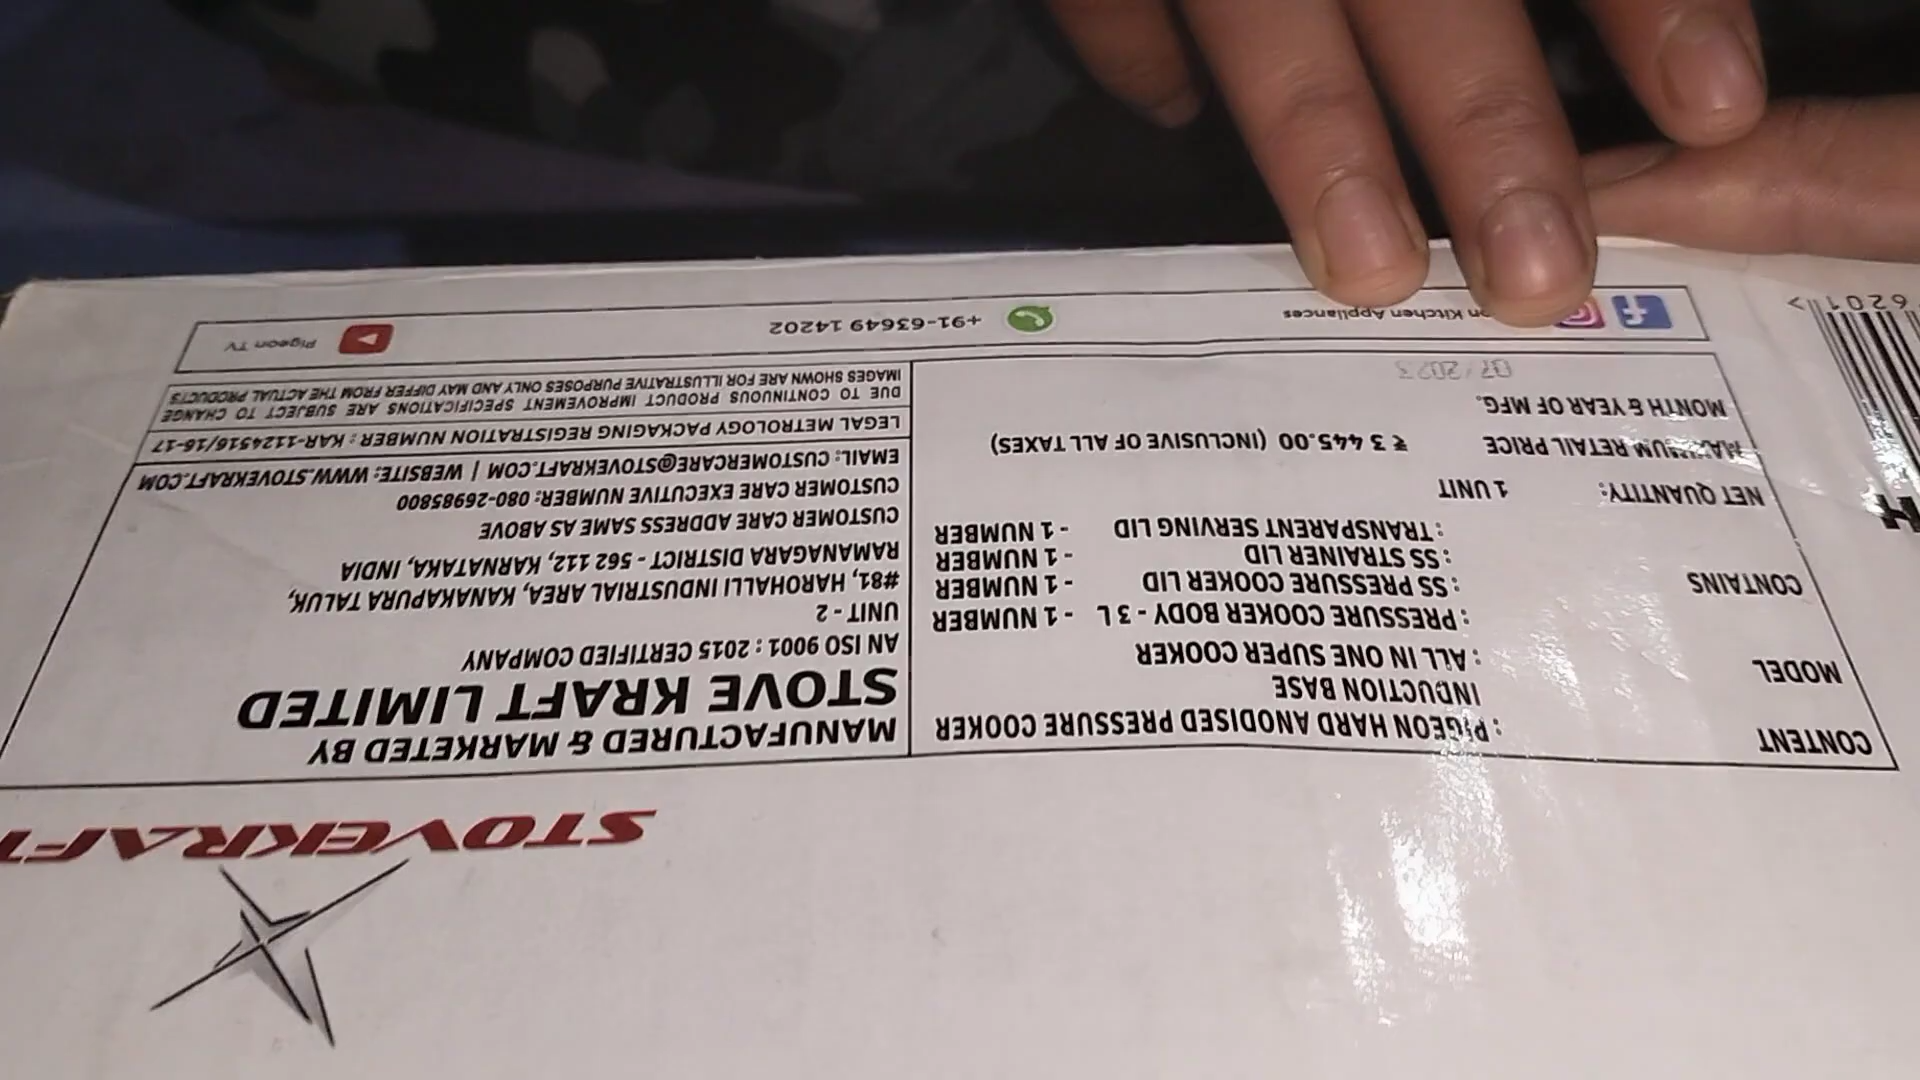 STOVEKRAFT
CONTENT : PIGEON HARD ANODISED PRESSURE COOKER
INDUCTION BASE
MODEL : ALL IN ONE SUPER COOKER
CONTAINS : PRESSURE COOKER BODY - 3 L - 1 NUMBER
: SS PRESSURE COOKER LID - 1 NUMBER
: SS STRAINER LID - 1 NUMBER
: TRANSPARENT SERVING LID - 1 NUMBER
NET QUANTITY: 1 UNIT
MAXIMUM RETAIL PRICE ₹ 3 445.00 (INCLUSIVE OF ALL TAXES)
MONTH & YEAR OF MFG. 07/2023
MANUFACTURED & MARKETED BY
STOVE KRAFT LIMITED
AN ISO 9001 : 2015 CERTIFIED COMPANY
UNIT - 2
#81, HAROHALLI INDUSTRIAL AREA, KANAKAPURA TALUK,
RAMANAGARA DISTRICT - 562 112, KARNATAKA, INDIA
CUSTOMER CARE ADDRESS SAME AS ABOVE
CUSTOMER CARE EXECUTIVE NUMBER: 080-26985800
EMAIL: CUSTOMERCARE@STOVEKRAFT.COM | WEBSITE: WWW.STOVEKRAFT.COM
LEGAL METROLOGY PACKAGING REGISTRATION NUMBER : KAR-1124516/16-17
DUE TO CONTINUOUS PRODUCT IMPROVEMENT SPECIFICATIONS ARE SUBJECT TO CHANGE
IMAGES SHOWN ARE FOR ILLUSTRATIVE PURPOSES ONLY AND MAY DIFFER FROM THE ACTUAL PRODUCTS
Kitchen Appliances +91-63649 14202 Pigeon TV
6201 >